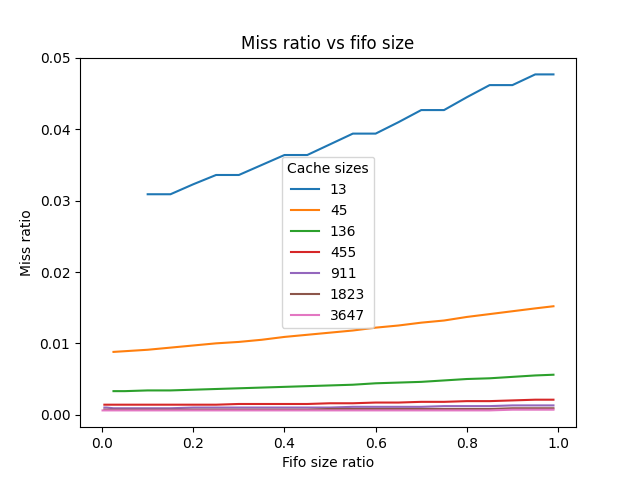 Miss ratio vs fifo size
0.05
0.04
0.03
0.02
0.01
0.00
Miss ratio
Cache sizes
13
45
136
455
911
1823
3647
0.0 0.2 0.4 0.6 0.8 1.0
Fifo size ratio